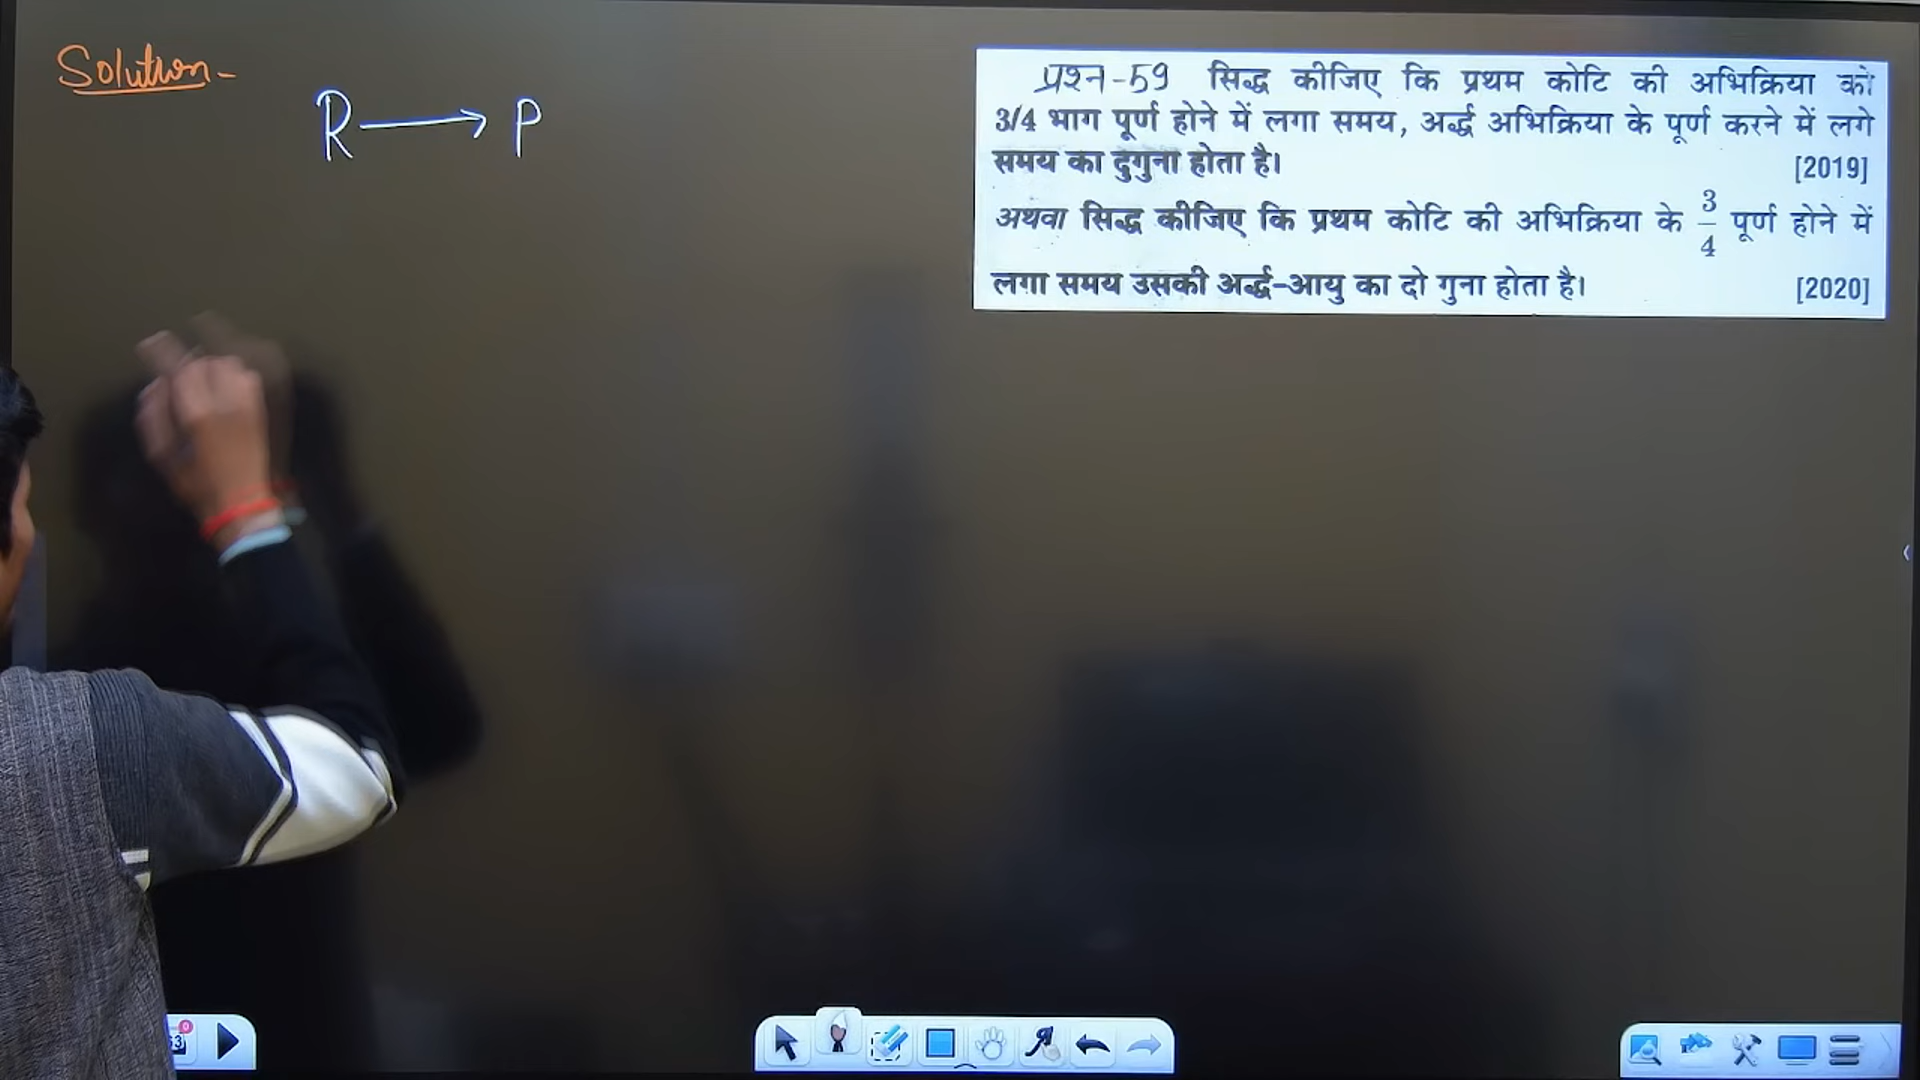 Solution-
R → P
प्रश्न-59 सिद्ध कीजिए कि प्रथम कोटि की अभिक्रिया को
3/4 भाग पूर्ण होने में लगा समय, अर्द्ध अभिक्रिया के पूर्ण करने में लगे
समय का दुगुना होता है। [2019]
अथवा सिद्ध कीजिए कि प्रथम कोटि की अभिक्रिया के 3/4 पूर्ण होने में
लगा समय उसकी अर्द्ध-आयु का दो गुना होता है। [2020]